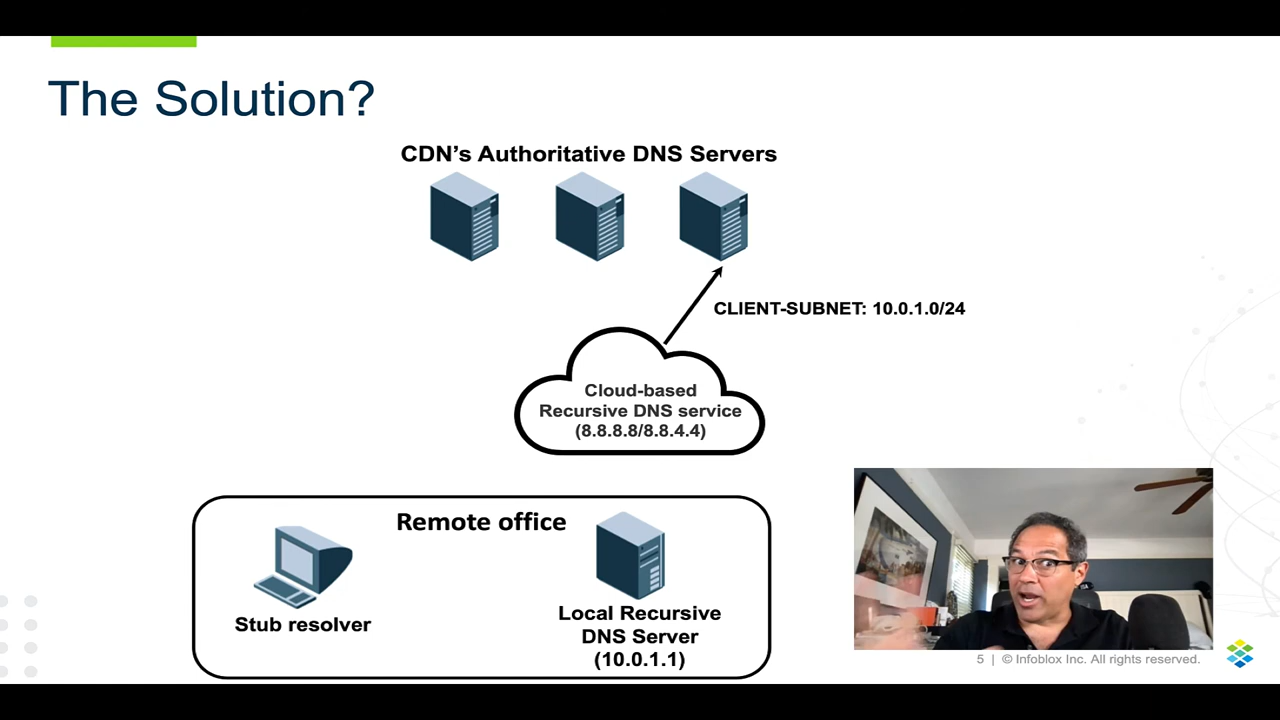 The Solution?
CDN's Authoritative DNS Servers
CLIENT-SUBNET: 10.0.1.0/24
Cloud-based
Recursive DNS service
(8.8.8.8/8.8.4.4)
Remote office
Stub resolver
Local Recursive
DNS Server
(10.0.1.1)
5 | © Infoblox Inc. All rights reserved.